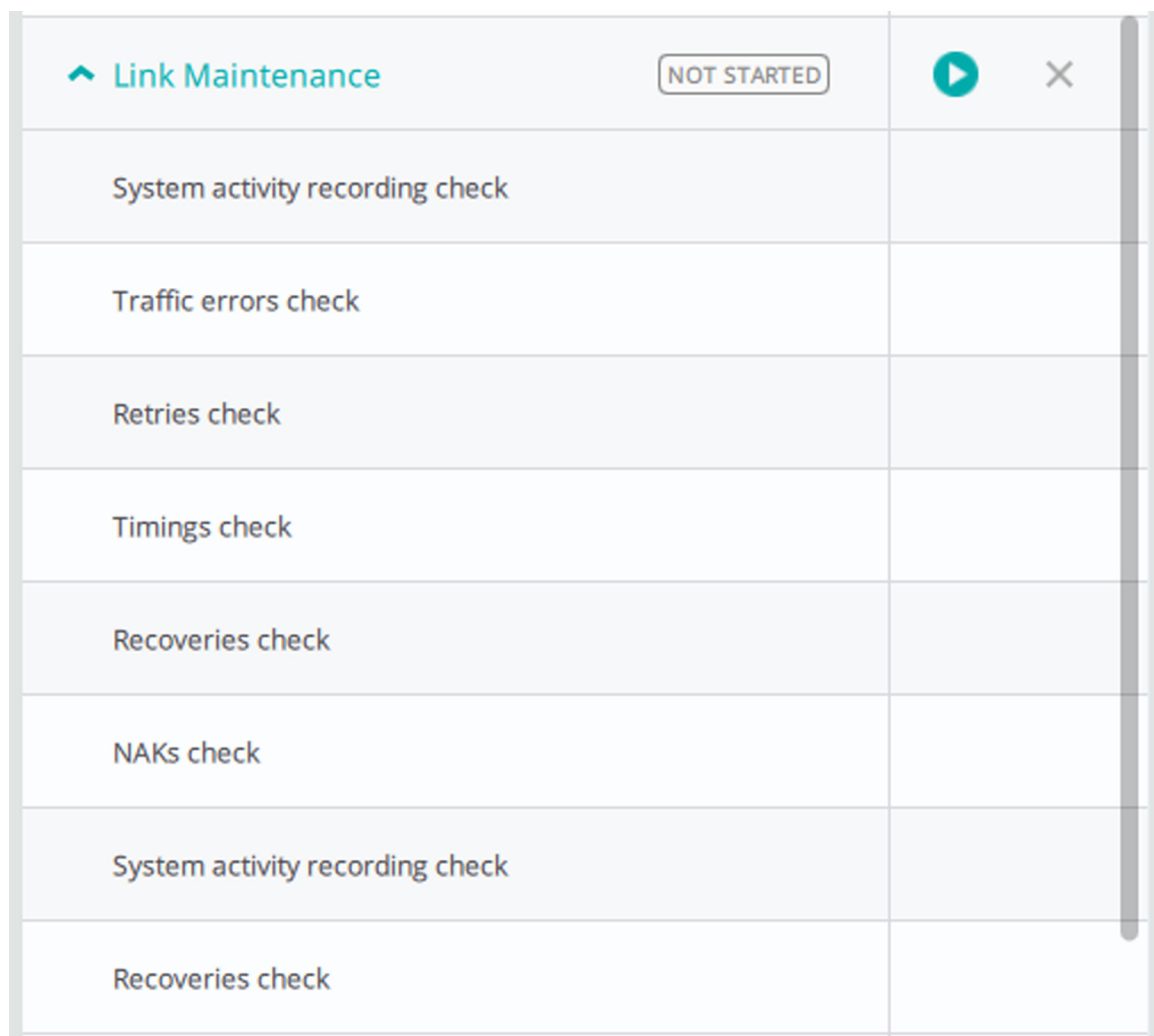 Link Maintenance NOT STARTED
System activity recording check
Traffic errors check
Retries check
Timings check
Recoveries check
NAKs check
System activity recording check
Recoveries check